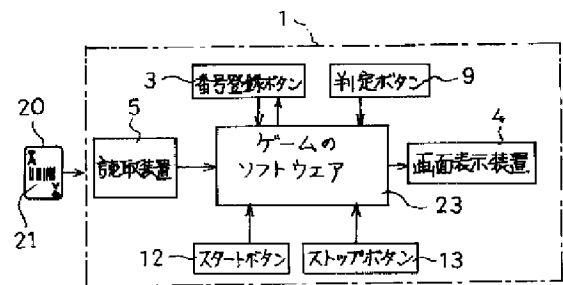 1
3 番号登録ボタン
判定ボタン 9
20
5
4
読取装置
ゲームの
ソフトウェア
画面表示装置
21
23
12 スタートボタン
ストップボタン 13